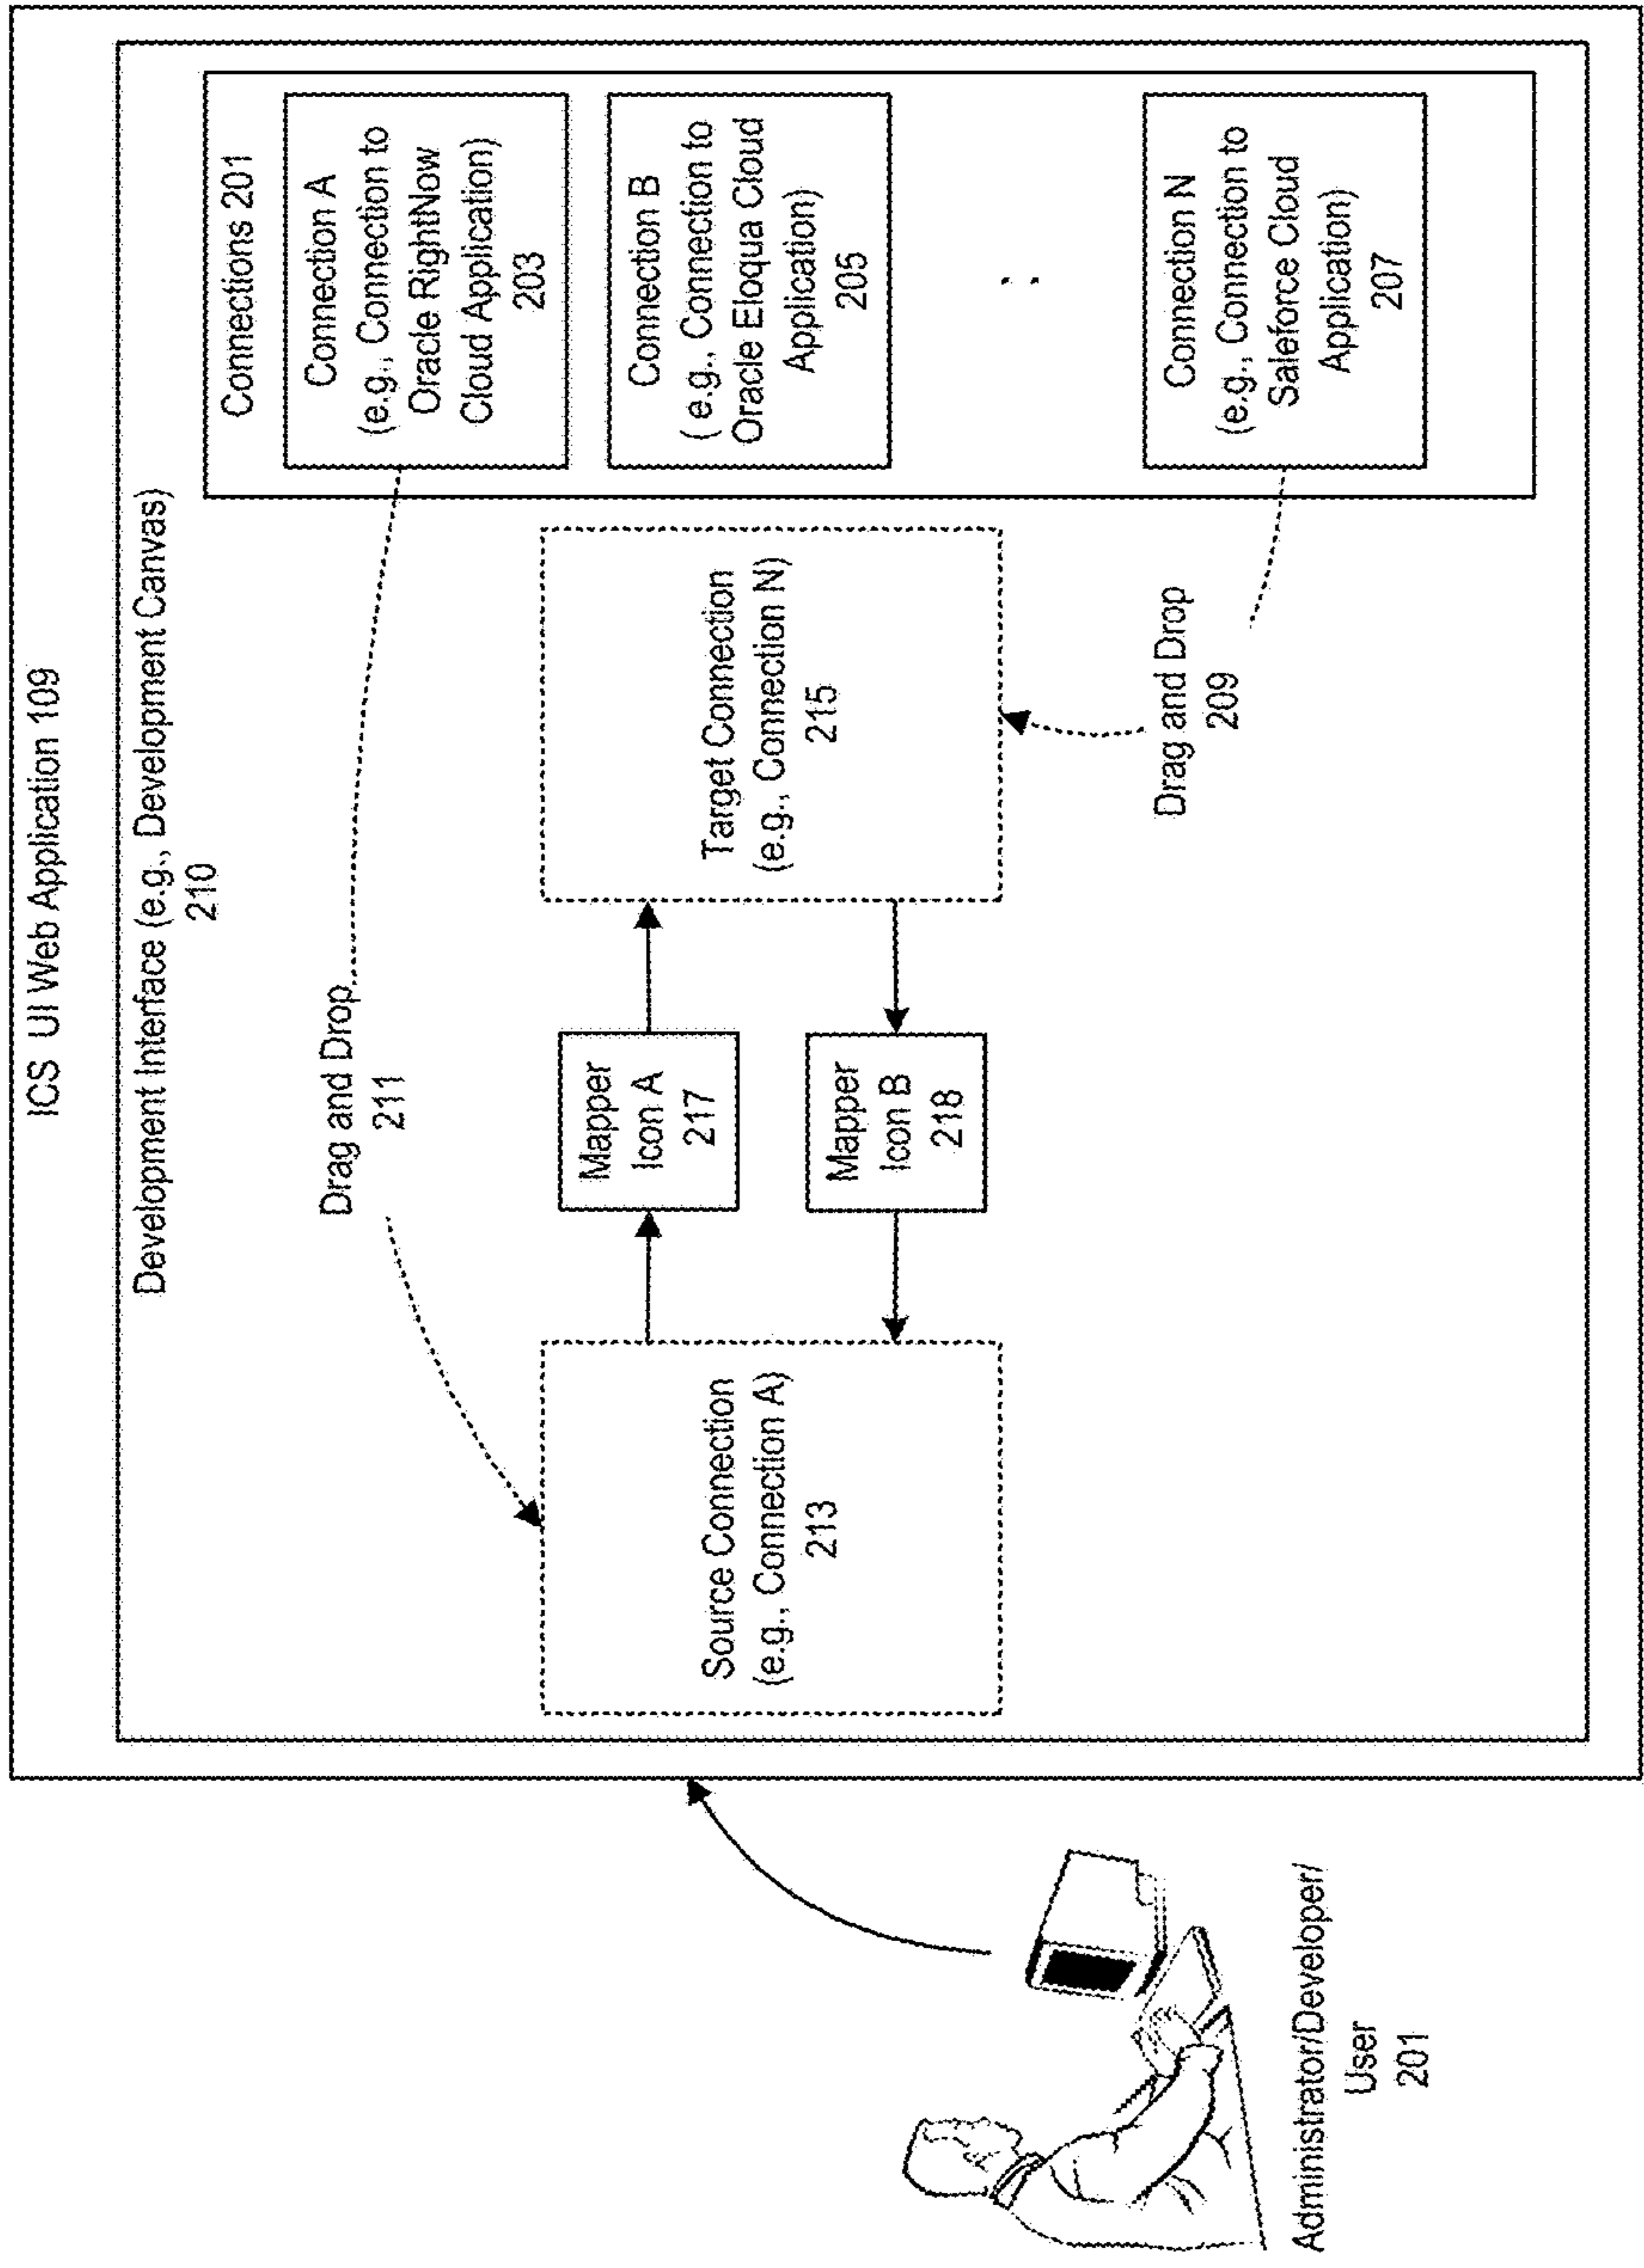 ICS UI Web Application 109
Development Interface (e.g., Development Canvas)
210
Connections 201
Connection A
(e.g., Connection to
Oracle RightNow
Cloud Application)
203
Connection B
( e.g., Connection to
Oracle Eloqua Cloud
Application)
205
Connection N
(e.g., Connection to
Saleforce Cloud
Application)
207
Drag and Drop
211
Source Connection
(e.g., Connection A)
213
Mapper
Icon A
217
Mapper
Icon B
218
Target Connection
(e.g., Connection N)
215
Drag and Drop
209
Administrator/Developer/
User
201